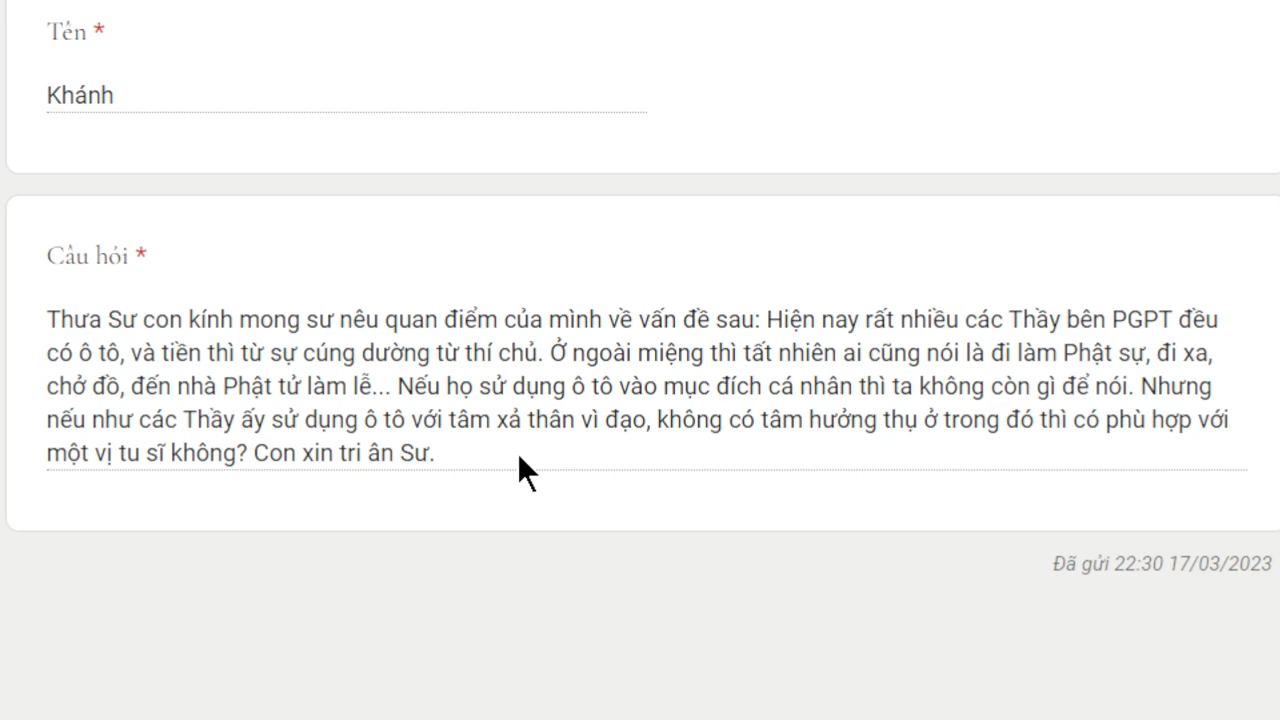 Tên *
Khánh
Câu hỏi *
Thưa Sư con kính mong sư nêu quan điểm của mình về vấn đề sau: Hiện nay rất nhiều các Thầy bên PGPT đều
có ô tô, và tiền thì từ sự cúng dường từ thí chủ. Ở ngoài miệng thì tất nhiên ai cũng nói là đi làm Phật sự, đi xa,
chở đồ, đến nhà Phật tử làm lễ... Nếu họ sử dụng ô tô vào mục đích cá nhân thì ta không còn gì để nói. Nhưng
nếu như các Thầy ấy sử dụng ô tô với tâm xả thân vì đạo, không có tâm hưởng thụ ở trong đó thì có phù hợp với
một vị tu sĩ không? Con xin tri ân Sư.
Đã gửi 22:30 17/03/2023